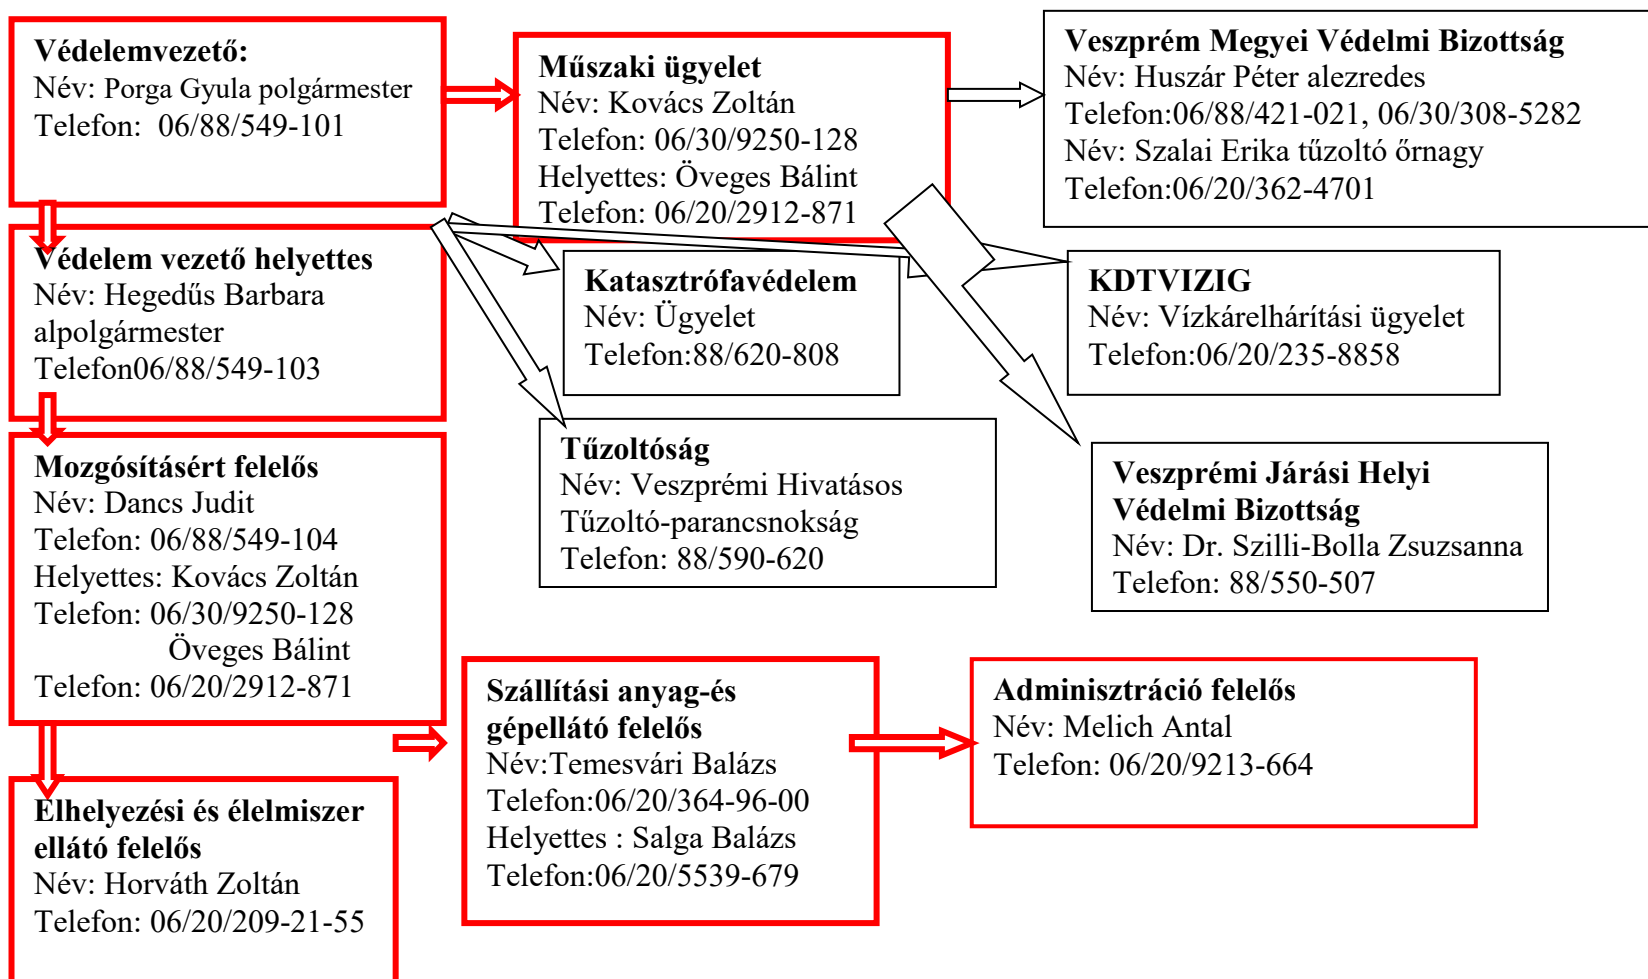 Védelemvezető:
Név: Porga Gyula polgármester
Telefon:  06/88/549-101
Műszaki ügyelet
Név: Kovács Zoltán
Telefon: 06/30/9250-128
Helyettes: Öveges Bálint
Telefon: 06/20/2912-871
Veszprém Megyei Védelmi Bizottság
Név: Huszár Péter alezredes
Telefon:06/88/421-021, 06/30/308-5282
Név: Szalai Erika tűzoltó őrnagy
Telefon:06/20/362-4701
Védelem vezető helyettes
Név: Hegedűs Barbara
alpolgármester
Telefon06/88/549-103
Katasztrófavédelem
Név: Ügyelet
Telefon:88/620-808
KDTVIZIG
Név: Vízkárelhárítási ügyelet
Telefon:06/20/235-8858
Mozgósításért felelős
Név: Dancs Judit
Telefon: 06/88/549-104
Helyettes: Kovács Zoltán
Telefon: 06/30/9250-128
Öveges Bálint
Telefon: 06/20/2912-871
Tűzoltóság
Név: Veszprémi Hivatásos
Tűzoltó-parancsnokság
Telefon: 88/590-620
Veszprémi Járási Helyi
Védelmi Bizottság
Név: Dr. Szilli-Bolla Zsuzsanna
Telefon: 88/550-507
Szállítási anyag-és
gépellátó felelős
Név:Temesvári Balázs
Telefon:06/20/364-96-00
Helyettes : Salga Balázs
Telefon:06/20/5539-679
Adminisztráció felelős
Név: Melich Antal
Telefon: 06/20/9213-664
Elhelyezési és élelmiszer
ellátó felelős
Név: Horváth Zoltán
Telefon: 06/20/209-21-55